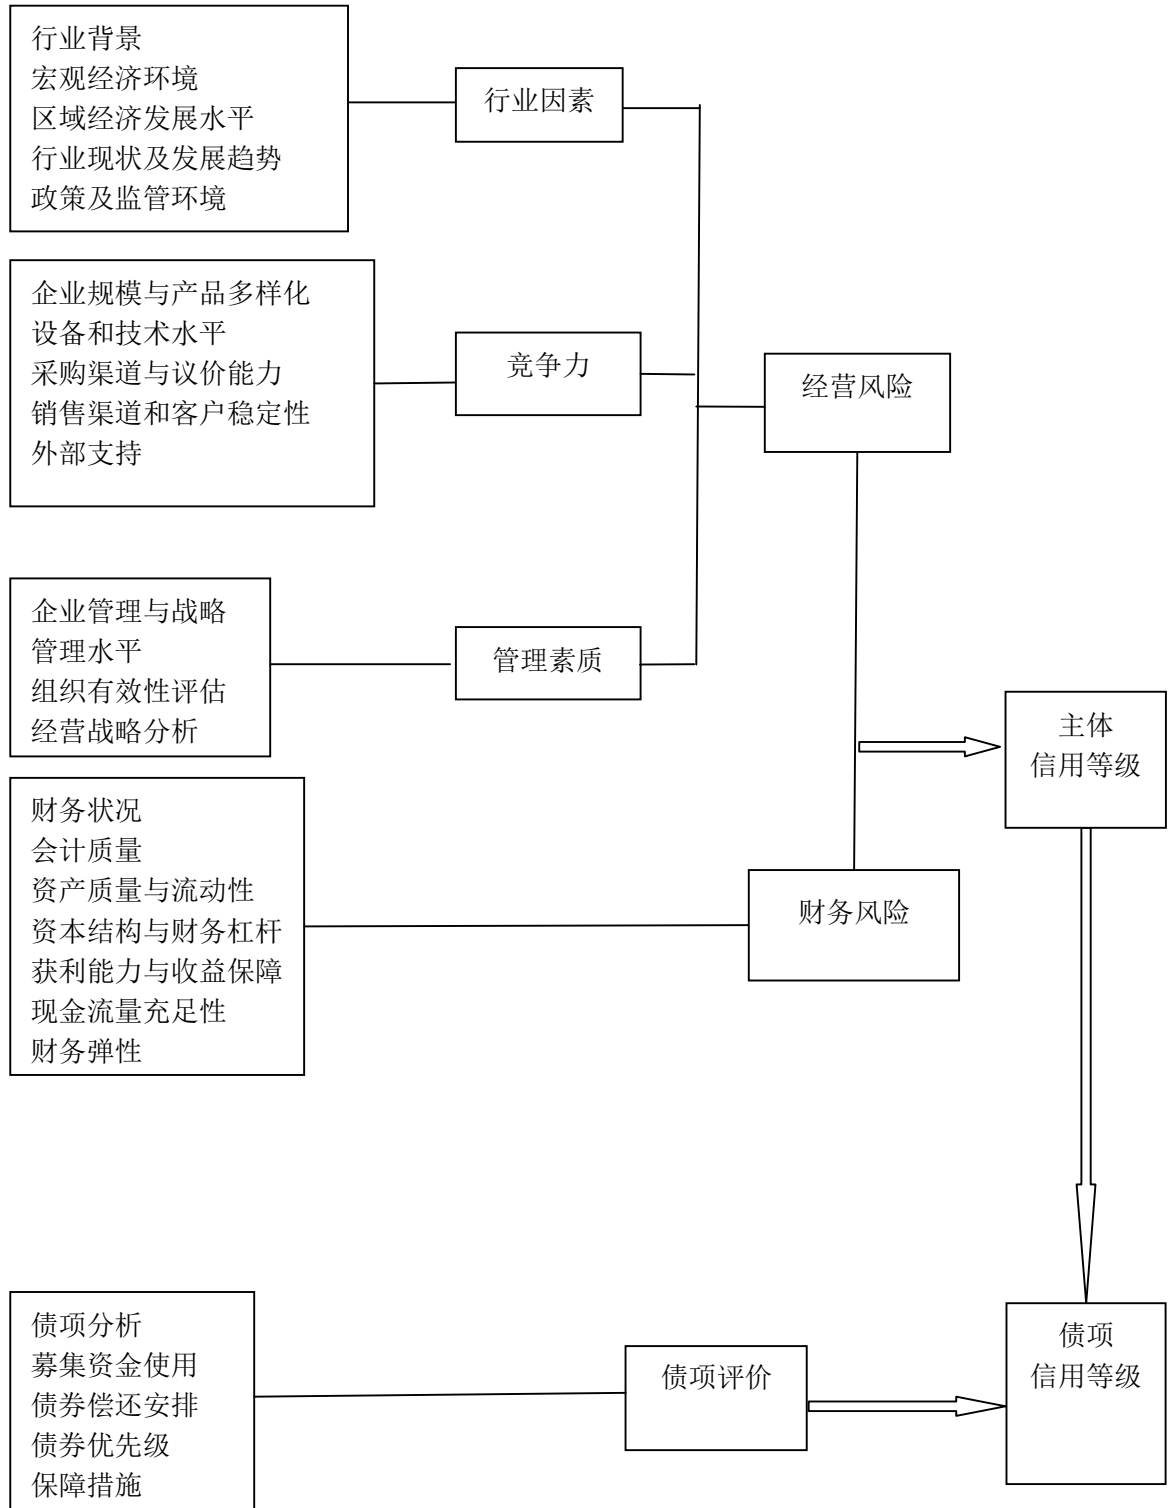 行业背景
宏观经济环境
区域经济发展水平
行业现状及发展趋势
政策及监管环境
行业因素
企业规模与产品多样化
设备和技术水平
采购渠道与议价能力
销售渠道和客户稳定性
外部支持
竞争力
经营风险
企业管理与战略
管理水平
组织有效性评估
经营战略分析
管理素质
主体
信用等级
财务状况
会计质量
资产质量与流动性
资本结构与财务杠杆
获利能力与收益保障
现金流量充足性
财务弹性
财务风险
债项分析
募集资金使用
债券偿还安排
债券优先级
保障措施
债项评价
债项
信用等级